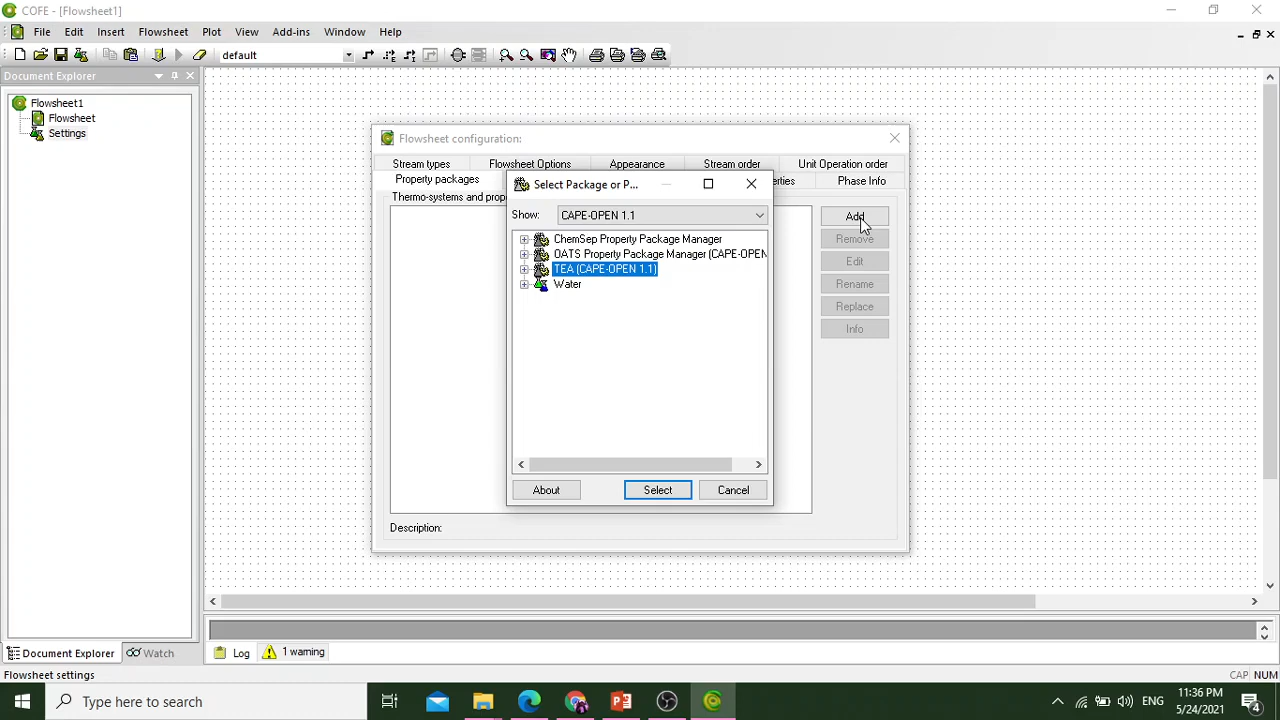 COFE - [Flowsheet1]
File Edit Insert Flowsheet Plot View Add-ins Window Help
default
Document Explorer
Flowsheet1
Flowsheet
Settings
Flowsheet configuration:
Stream types Flowsheet Options Appearance Stream order Unit Operation order
Property packages erties Phase Info
Thermo-systems and prop
Add
Remove
Edit
Rename
Replace
Info
Description:
Select Package or P...
Show: CAPE-OPEN 1.1
ChemSep Property Package Manager
OATS Property Package Manager (CAPE-OPEN
TEA (CAPE-OPEN 1.1)
Water
About Select Cancel
Document Explorer Watch
Log 1 warning
Flowsheet settings CAP NUM
Type here to search
ENG
11:36 PM
5/24/2021
4